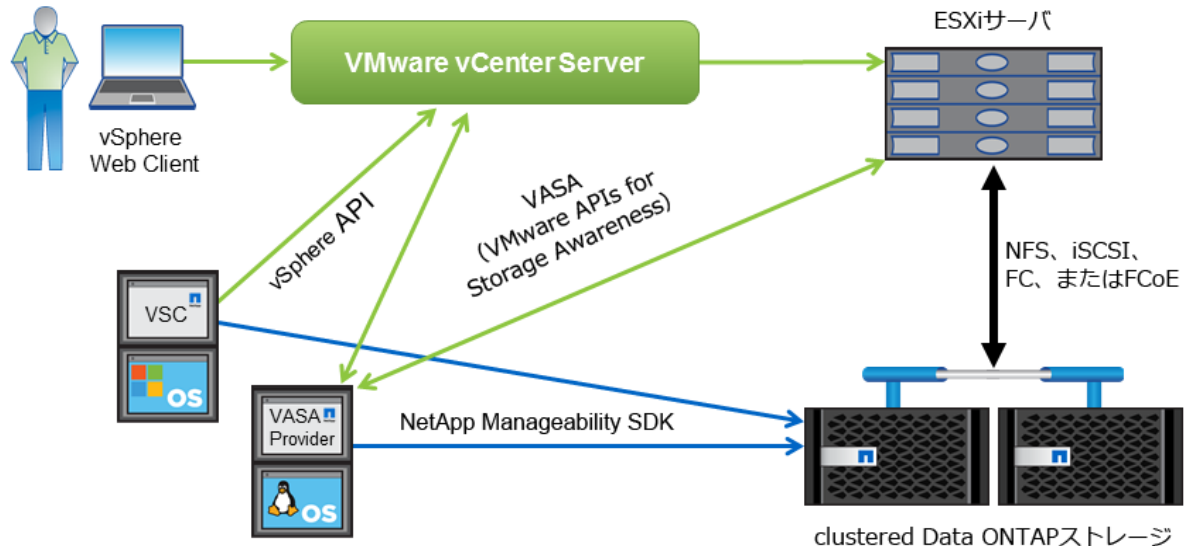 ESXiサーバ
VMware vCenter Server
vSphere
Web Client
vSphere API
VASA
(VMware APIs for
Storage Awareness)
NFS、iSCSI、
FC、またはFCoE
VSC
OS
VASA
Provider
OS
NetApp Manageability SDK
clustered Data ONTAPストレージ